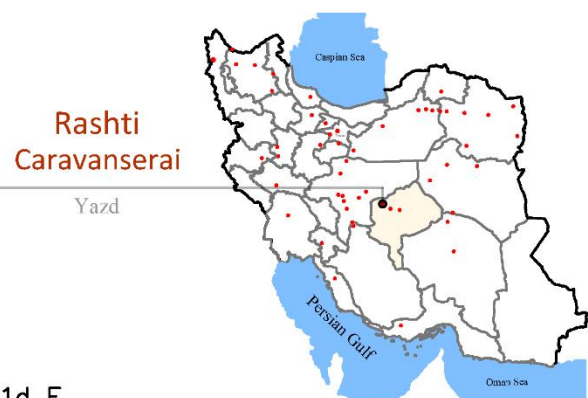 Caspian Sea
Rashti
Caravanserai
Yazd
Persian Gulf
Oman Sea